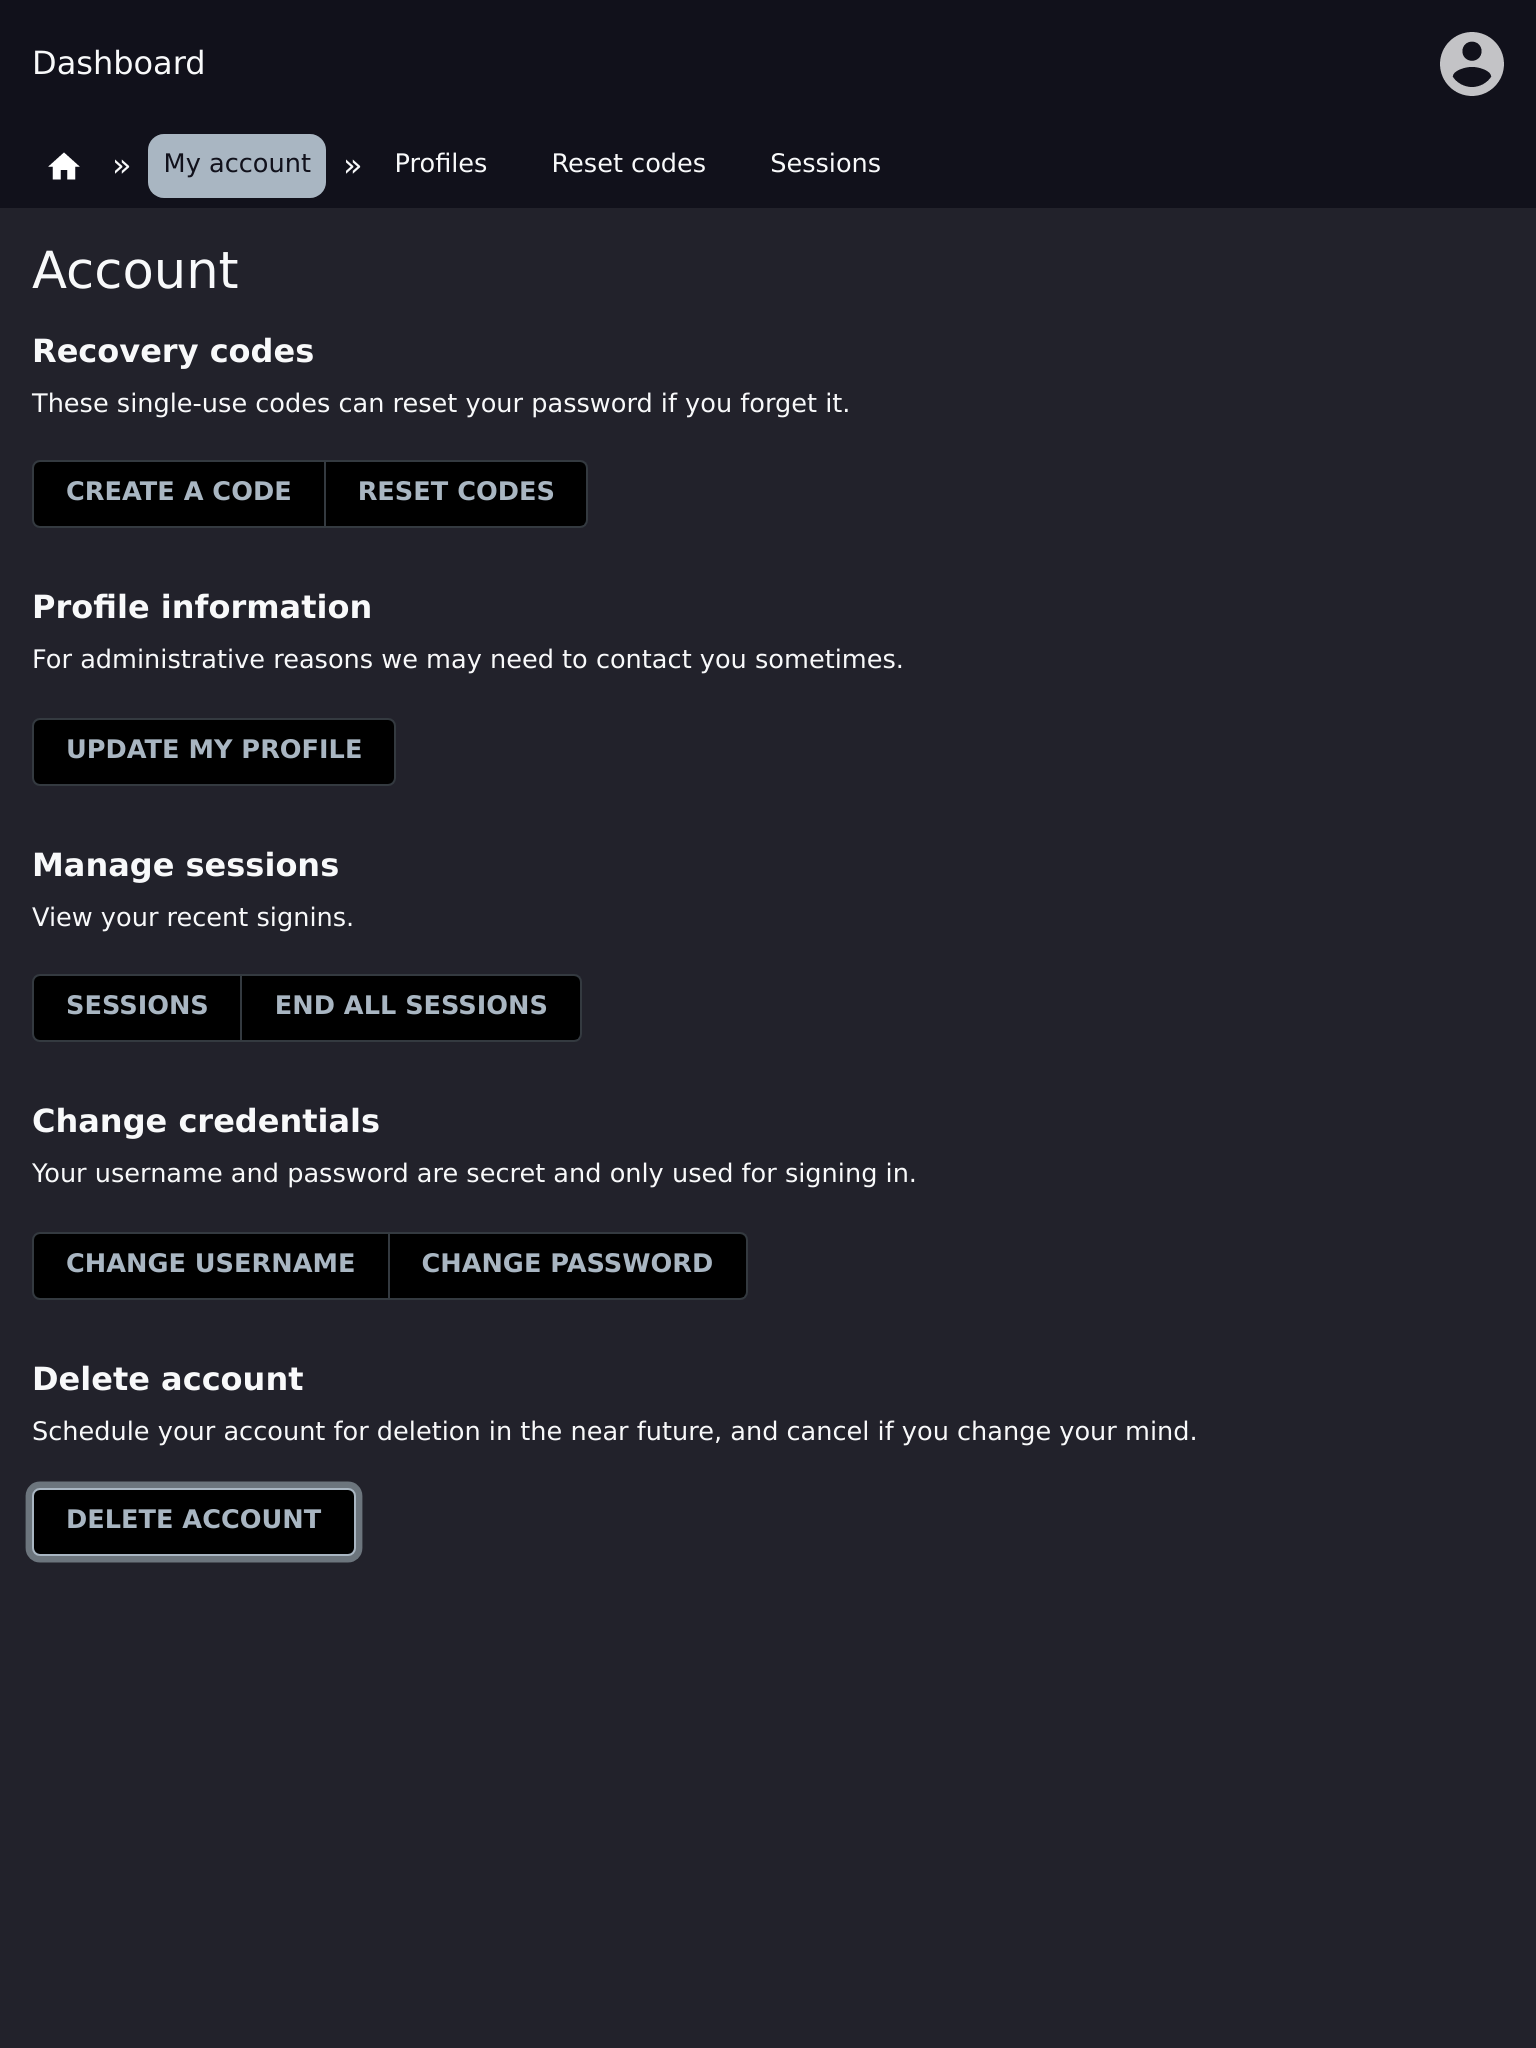 Dashboard
» My account » Profiles Reset codes Sessions
Account
Recovery codes
These single-use codes can reset your password if you forget it.
CREATE A CODE RESET CODES
Profile information
For administrative reasons we may need to contact you sometimes.
UPDATE MY PROFILE
Manage sessions
View your recent signins.
SESSIONS END ALL SESSIONS
Change credentials
Your username and password are secret and only used for signing in.
CHANGE USERNAME CHANGE PASSWORD
Delete account
Schedule your account for deletion in the near future, and cancel if you change your mind.
DELETE ACCOUNT